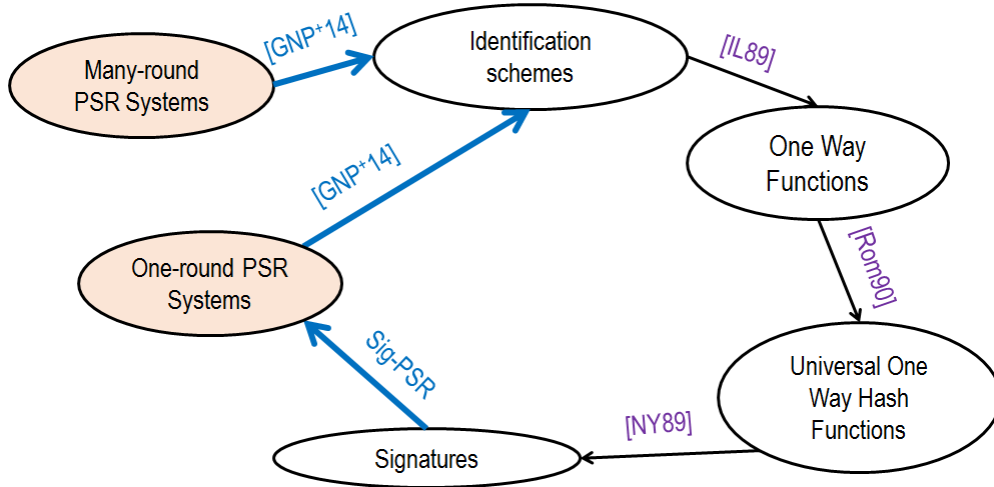 [GNP+14]
Identification
schemes
[IL89]
Many-round
PSR Systems
One Way
Functions
[GNP+14]
[Rom90]
One-round PSR
Systems
Sig-PSR
Universal One
Way Hash
Functions
[NY89]
Signatures